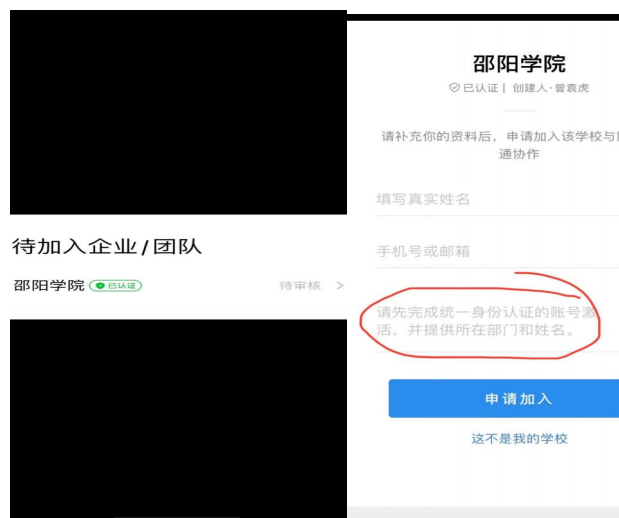 待加入企业/团队
邵阳学院 已认证 待审核 >
邵阳学院
已认证 | 创建人·曾袁虎
请补充你的资料后，申请加入该学校与
通协作
填写真实姓名
手机号或邮箱
请先完成统一身份认证的账号激
活，并提供所在部门和姓名。
申请加入
这不是我的学校